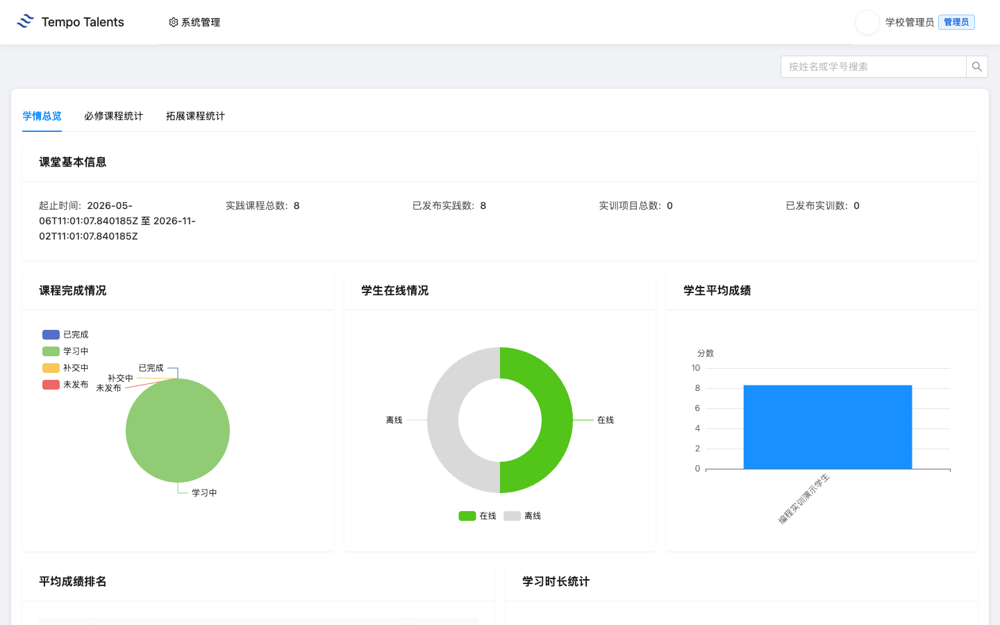 Tempo Talents
系统管理
学校管理员
管理员
按姓名或学号搜索
学情总览
必修课程统计
拓展课程统计
课堂基本信息
起止时间: 2026-05-
06T11:01:07.840185Z 至 2026-11-
02T11:01:07.840185Z
实践课程总数: 8
已发布实践数: 8
实训项目总数: 0
已发布实训数: 0
课程完成情况
已完成
学习中
补交中
未发布
已完成
补交中
未发布
学习中
学生在线情况
离线
在线
在线
离线
学生平均成绩
分数
10
8
6
4
2
0
编程实训演示学生
平均成绩排名
学习时长统计